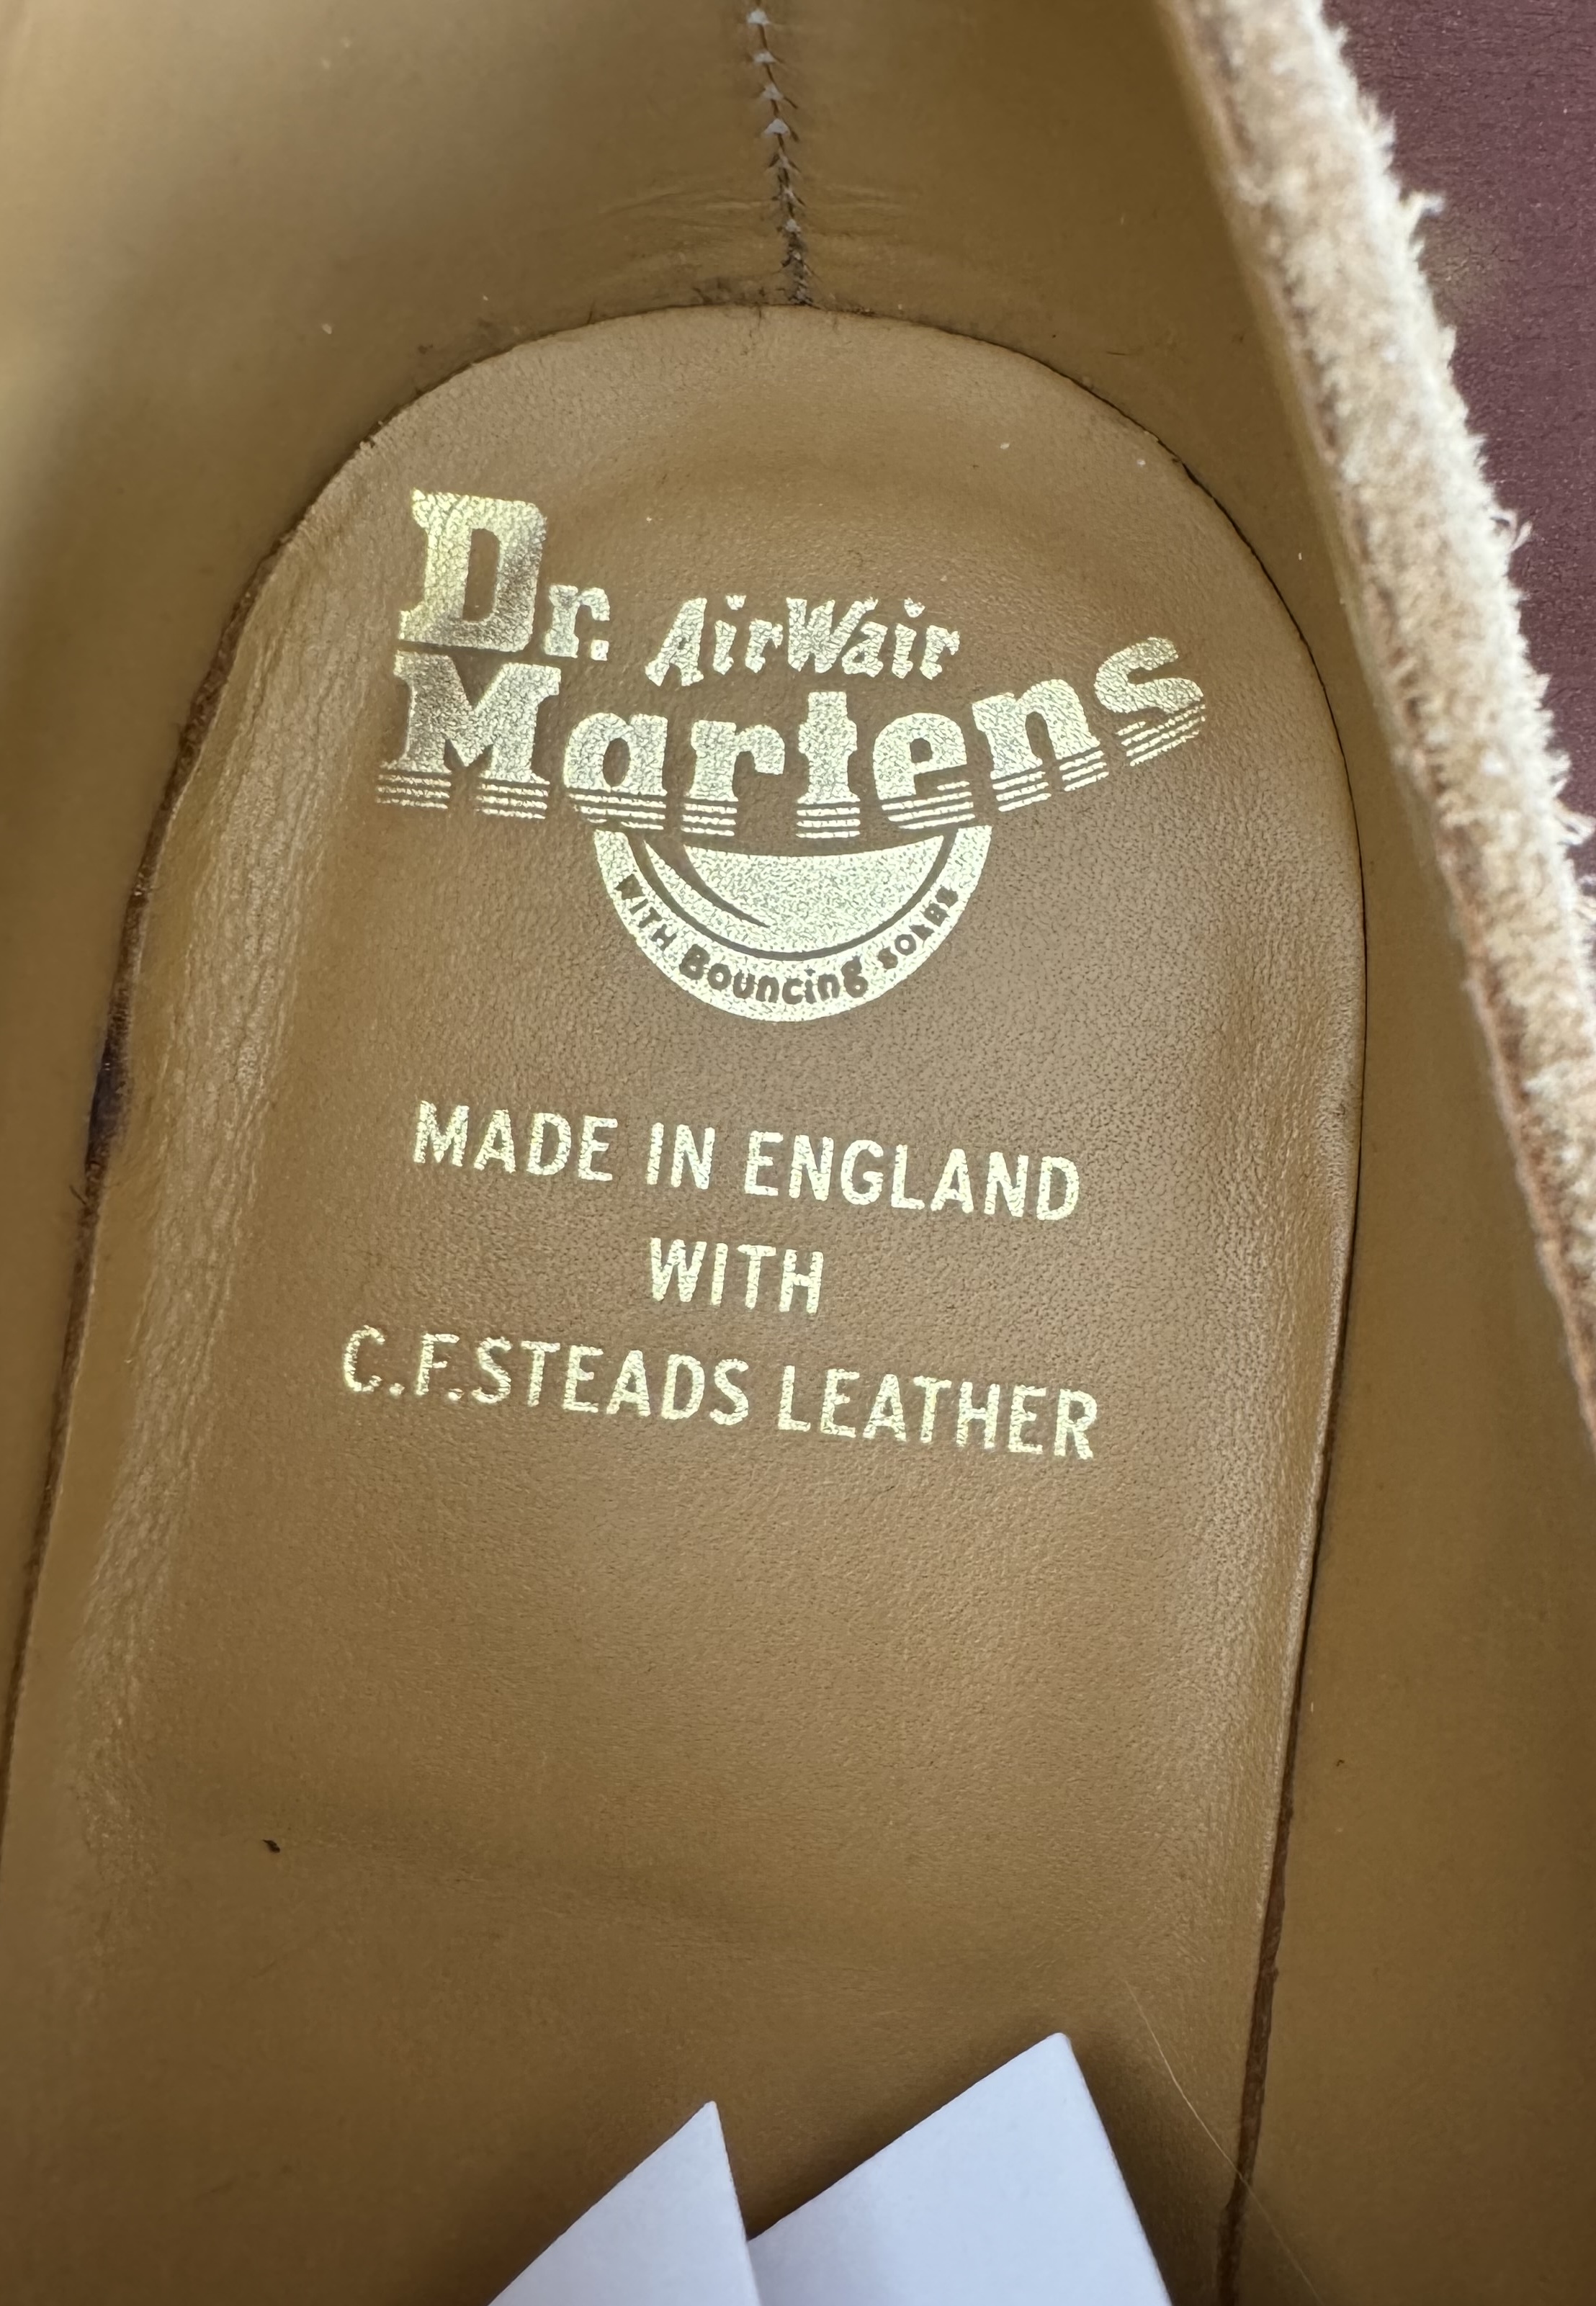 Dr.
AirWair
Martens
WITH Bouncing SOLES
MADE IN ENGLAND
WITH
C.F.STEADS LEATHER